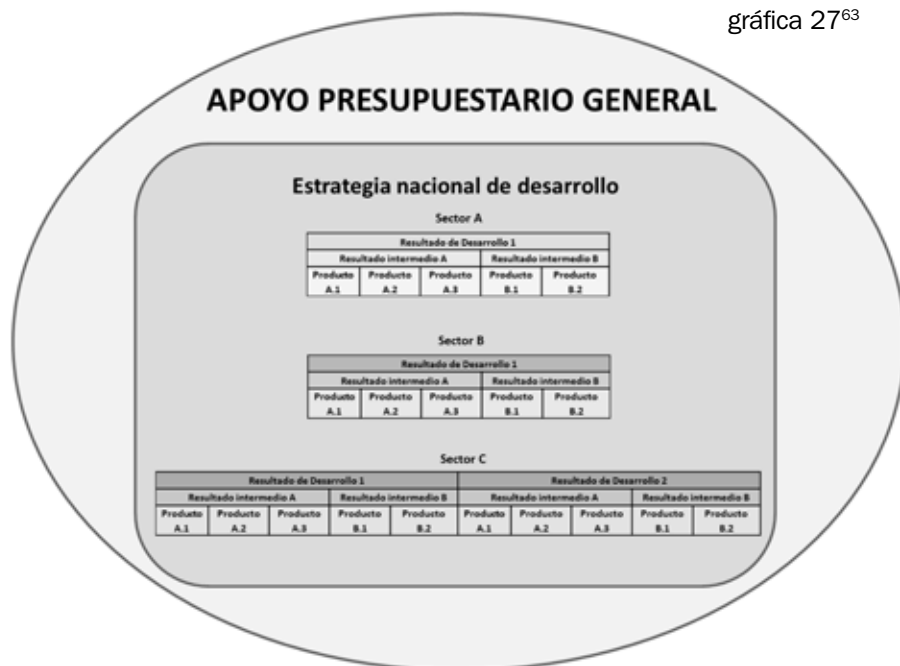 gráfica 27⁶³
APOYO PRESUPUESTARIO GENERAL
Estrategia nacional de desarrollo
Sector A
Resultado de Desarrollo 1
Resultado intermedio A Resultado intermedio B
Producto Producto Producto Producto Producto
A.1 A.2 A.3 B.1 B.2
Sector B
Resultado de Desarrollo 1
Resultado intermedio A Resultado intermedio B
Producto Producto Producto Producto Producto
A.1 A.2 A.3 B.1 B.2
Sector C
Resultado de Desarrollo 1 Resultado de Desarrollo 2
Resultado intermedio A Resultado intermedio B Resultado intermedio A Resultado intermedio B
Producto Producto Producto Producto Producto Producto Producto Producto Producto Producto
A.1 A.2 A.3 B.1 B.2 A.1 A.2 A.3 B.1 B.2